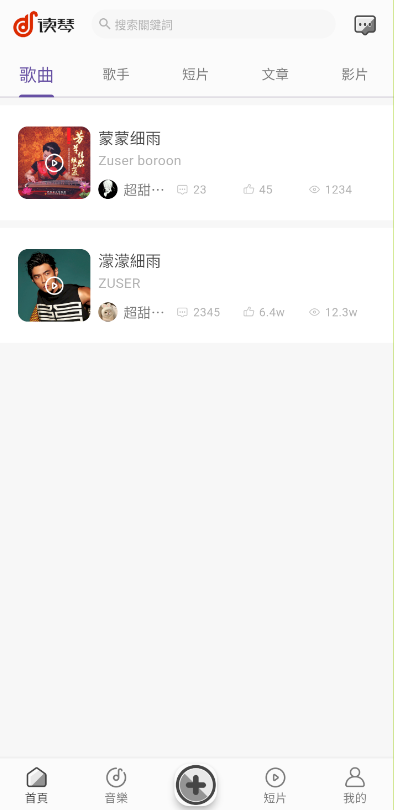 读琴
搜索關鍵詞
歌曲 歌手 短片 文章 影片
蒙蒙细雨
Zuser boroon
超甜… 23 45 1234
濛濛細雨
ZUSER
超甜… 2345 6.4w 12.3w
首頁 音樂 短片 我的